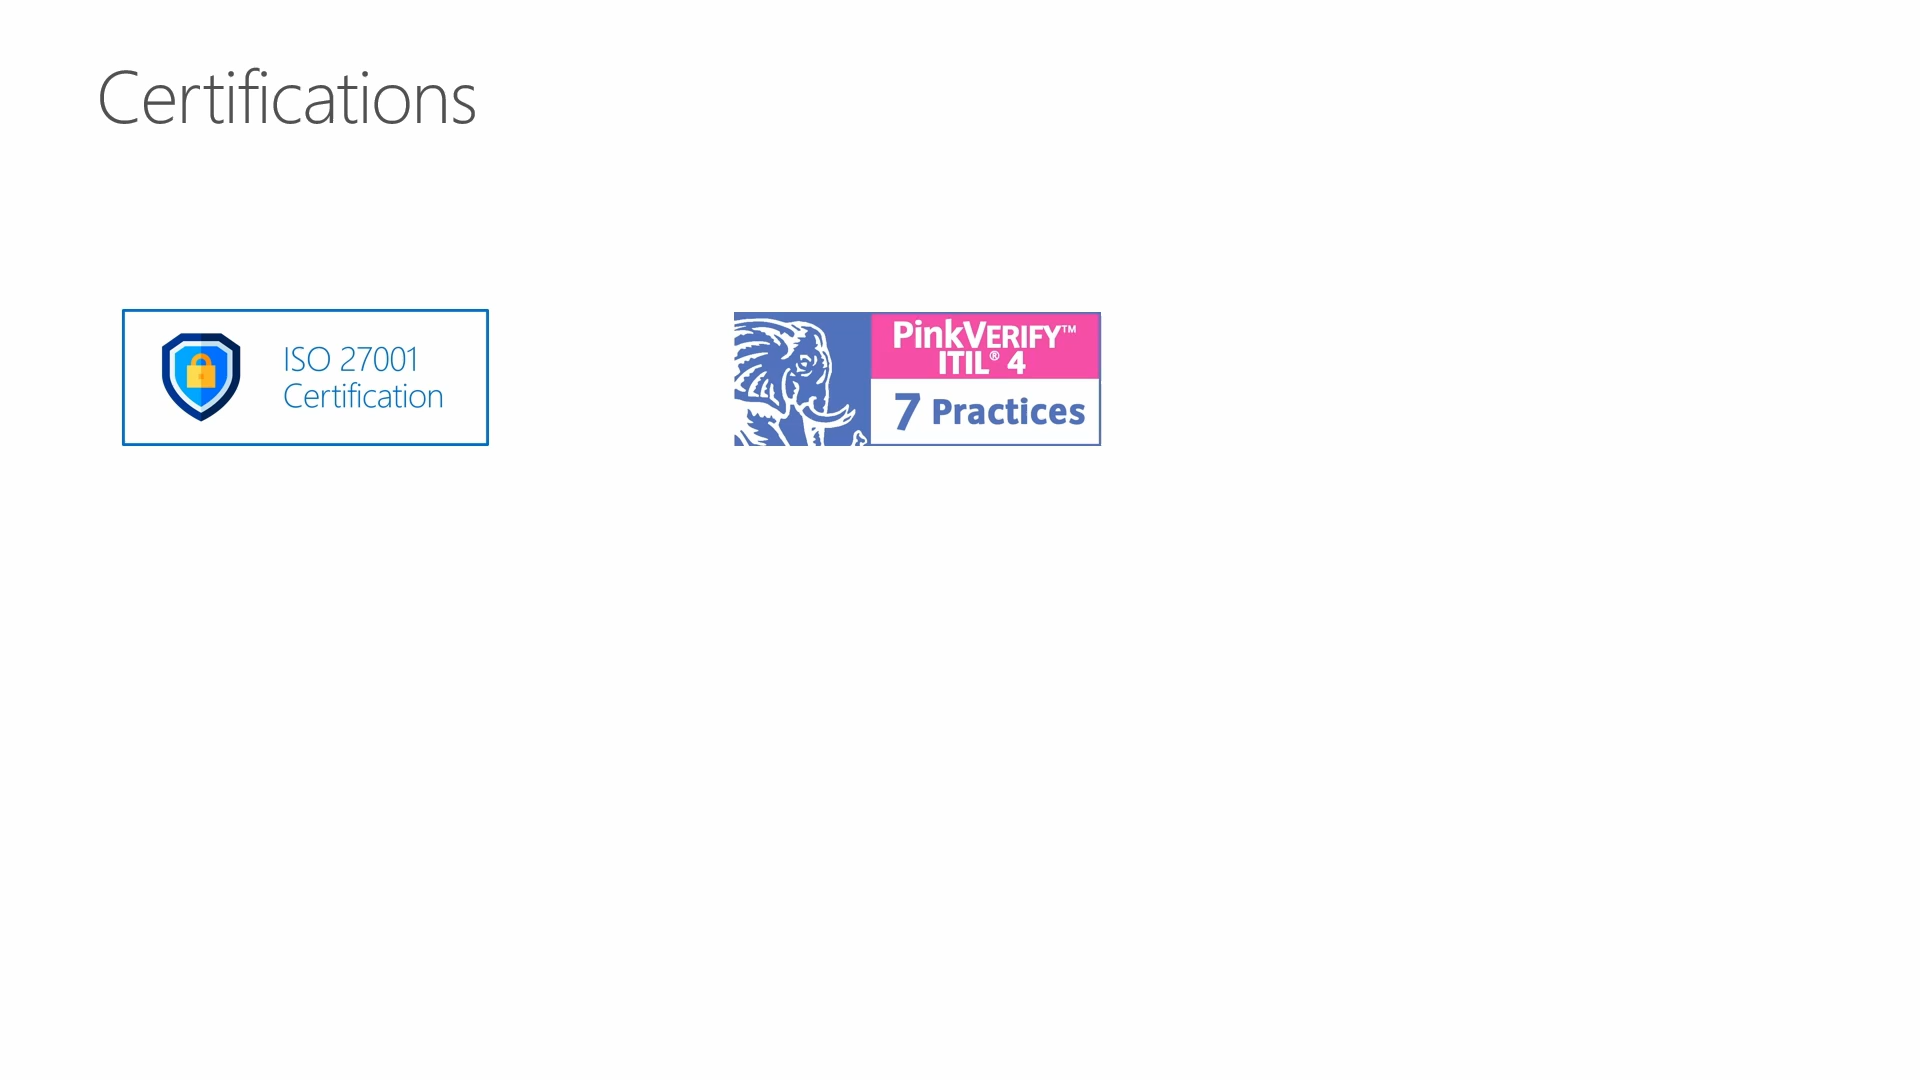 Certifications
ISO 27001
Certification
PinkVERIFY™
ITIL® 4
7 Practices